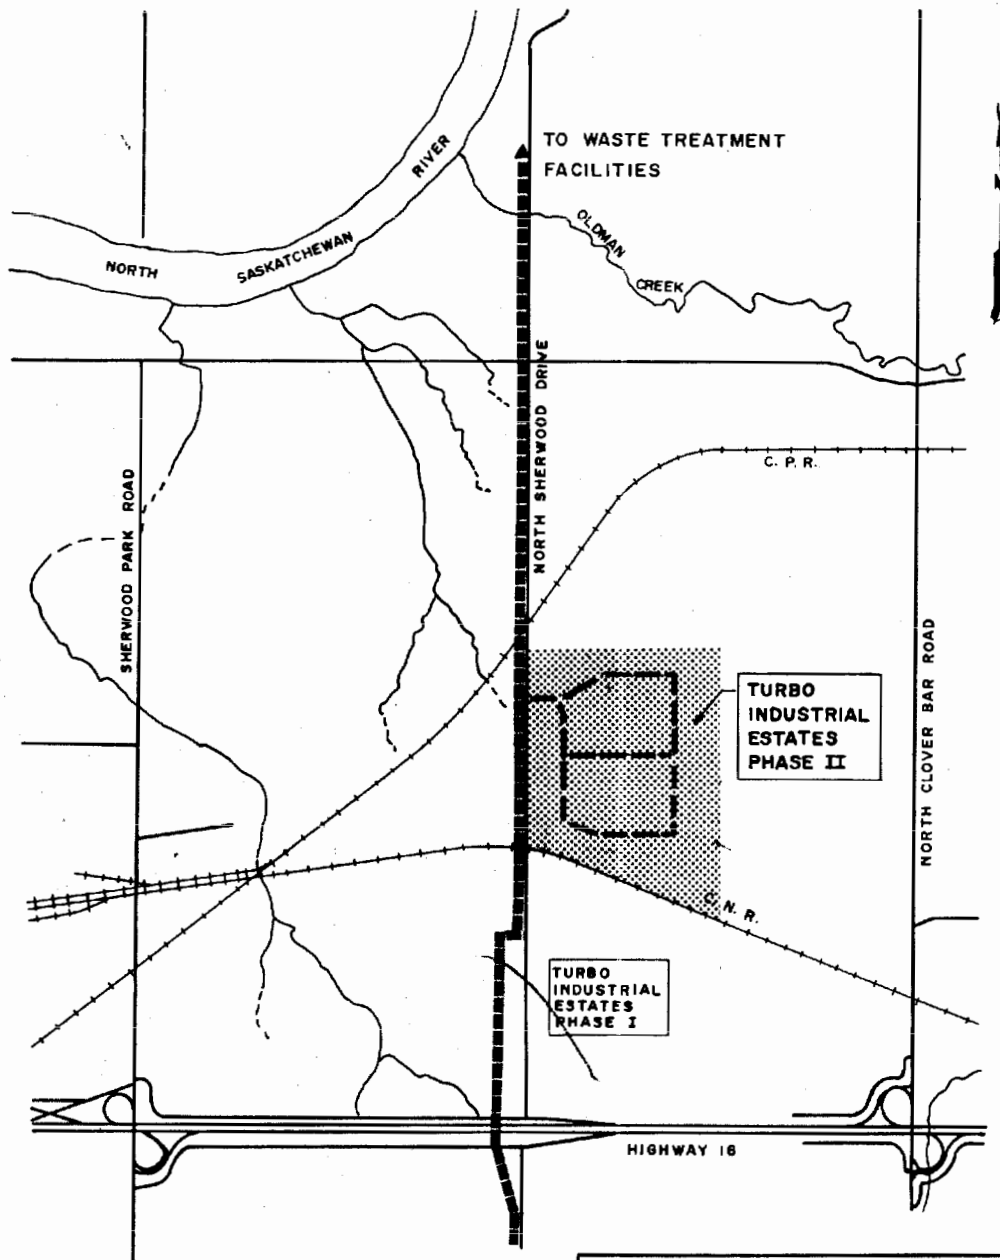 TO WASTE TREATMENT
FACILITIES
RIVER
NORTH
SASKATCHEWAN
OLDMAN
CREEK
NORTH SHERWOOD DRIVE
C. P. R.
SHERWOOD PARK ROAD
NORTH CLOVER BAR ROAD
TURBO
INDUSTRIAL
ESTATES
PHASE II
C. N. R.
TURBO
INDUSTRIAL
ESTATES
PHASE I
HIGHWAY 16